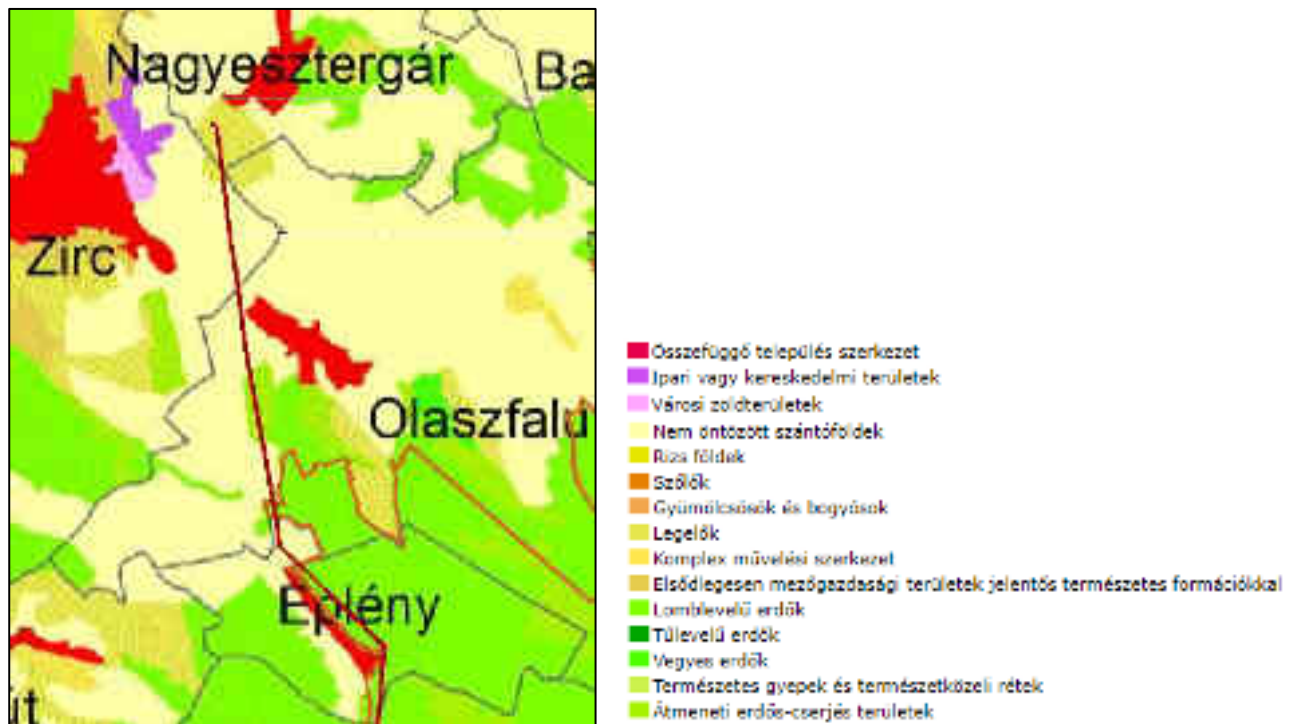 Nagyesztergár
Ba
Zirc
Olaszfalu
Eplény
út
Összefüggő település szerkezet
Ipari vagy kereskedelmi területek
Városi zöldterületek
Nem öntözött szántóföldek
Rizs földek
Szőlők
Gyümölcsösök és bogyósok
Legelők
Komplex művelési szerkezet
Elsődlegesen mezőgazdasági területek jelentős természetes formációkkal
Lomblevelű erdők
Tűlevelű erdők
Vegyes erdők
Természetes gyepek és természetközeli rétek
Átmeneti erdős-cserjés területek